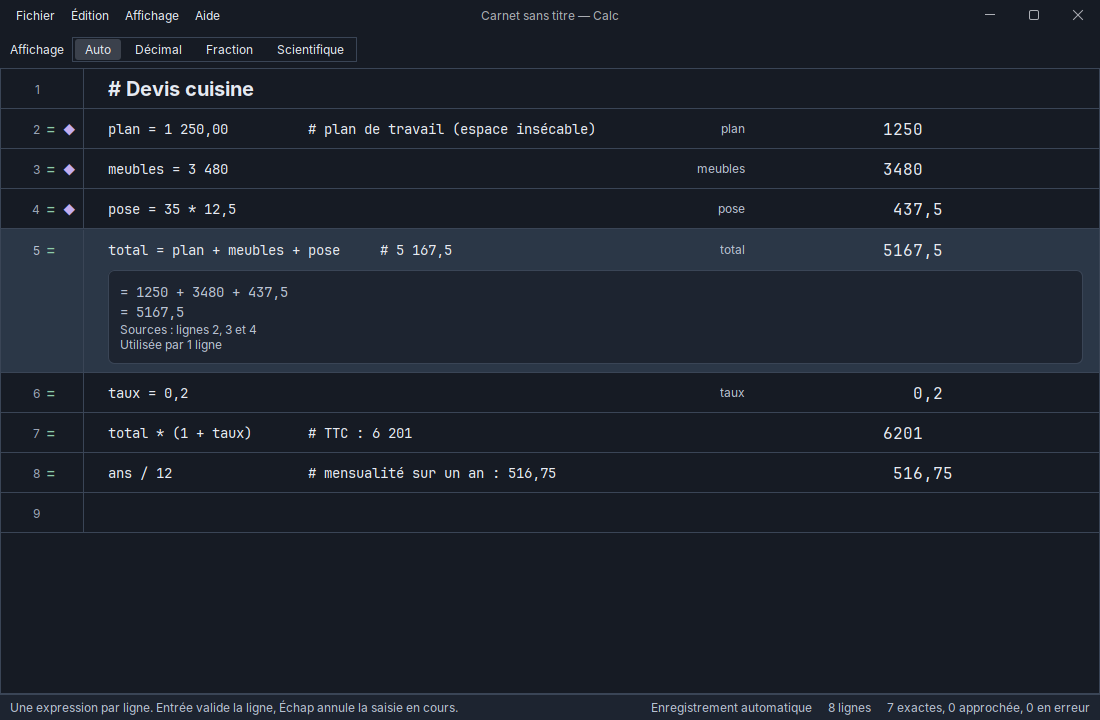 Fichier Édition Affichage Aide Carnet sans titre — Calc
Affichage Auto Décimal Fraction Scientifique
1 # Devis cuisine
2 = ◆ plan = 1 250,00 # plan de travail (espace insécable) plan 1250
3 = ◆ meubles = 3 480 meubles 3480
4 = ◆ pose = 35 * 12,5 pose 437,5
5 = total = plan + meubles + pose # 5 167,5 total 5167,5
= 1250 + 3480 + 437,5
= 5167,5
Sources : lignes 2, 3 et 4
Utilisée par 1 ligne
6 = taux = 0,2 taux 0,2
7 = total * (1 + taux) # TTC : 6 201 6201
8 = ans / 12 # mensualité sur un an : 516,75 516,75
9
Une expression par ligne. Entrée valide la ligne, Échap annule la saisie en cours. Enregistrement automatique 8 lignes 7 exactes, 0 approchée, 0 en erreur